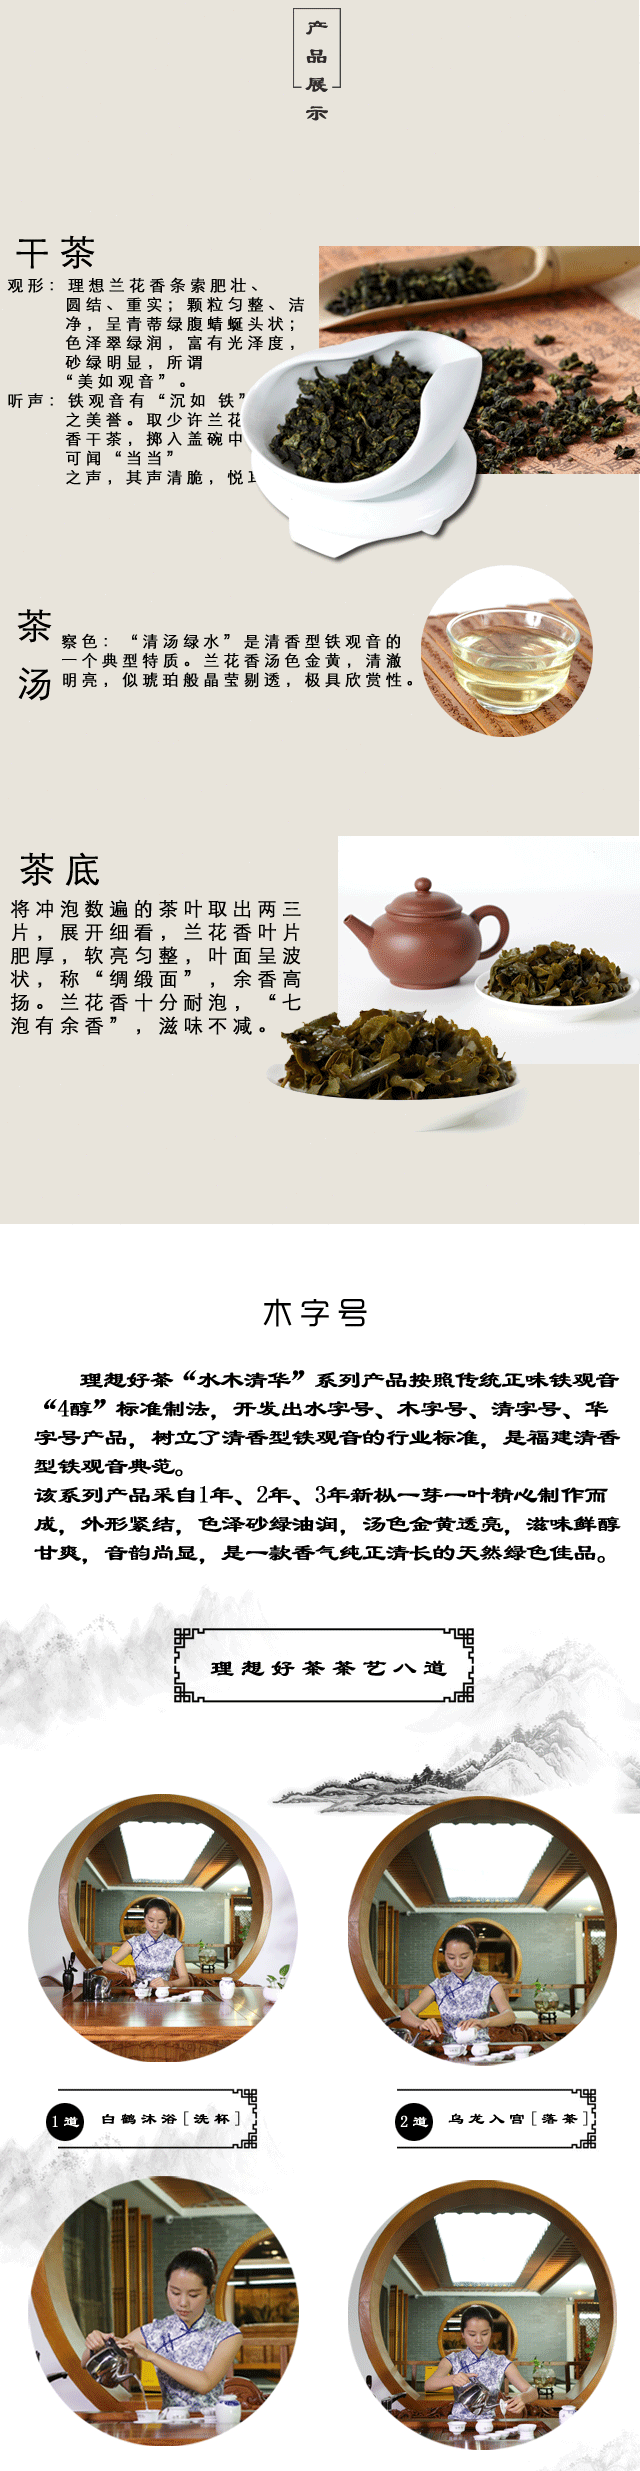 产
品
展
示
干茶
观形：理想兰花香条索肥壮、
圆结、重实；颗粒匀整、洁
净，呈青蒂绿腹蜻蜓头状；
色泽翠绿润，富有光泽度，
砂绿明显，所谓
“美如观音”。
听声：铁观音有“沉如 铁”
之美誉。取少许兰花
香干茶，掷入盖碗中
可闻“当当”
之声，其声清脆，悦
茶
汤
察色：“清汤绿水”是清香型铁观音的
一个典型特质。兰花香汤色金黄，清澈
明亮，似琥珀般晶莹剔透，极具欣赏性。
茶底
将冲泡数遍的茶叶取出两三
片，展开细看，兰花香叶片
肥厚，软亮匀整，叶面呈波
状，称“绸缎面”，余香高
扬。兰花香十分耐泡，“七
泡有余香”，滋味不减。
木字号
理想好茶“水木清华”系列产品按照传统正味铁观音
“4醇”标准制法，开发出水字号、木字号、清字号、华
字号产品，树立了清香型铁观音的行业标准，是福建清香
型铁观音典范。
该系列产品采自1年、2年、3年新枞一芽一叶精心制作而
成，外形紧结，色泽砂绿油润，汤色金黄透亮，滋味鲜醇
甘爽，音韵尚显，是一款香气纯正清长的天然绿色佳品。
理想好茶茶艺八道
1道 白鹤沐浴[洗杯]
2道 乌龙入宫[落茶]